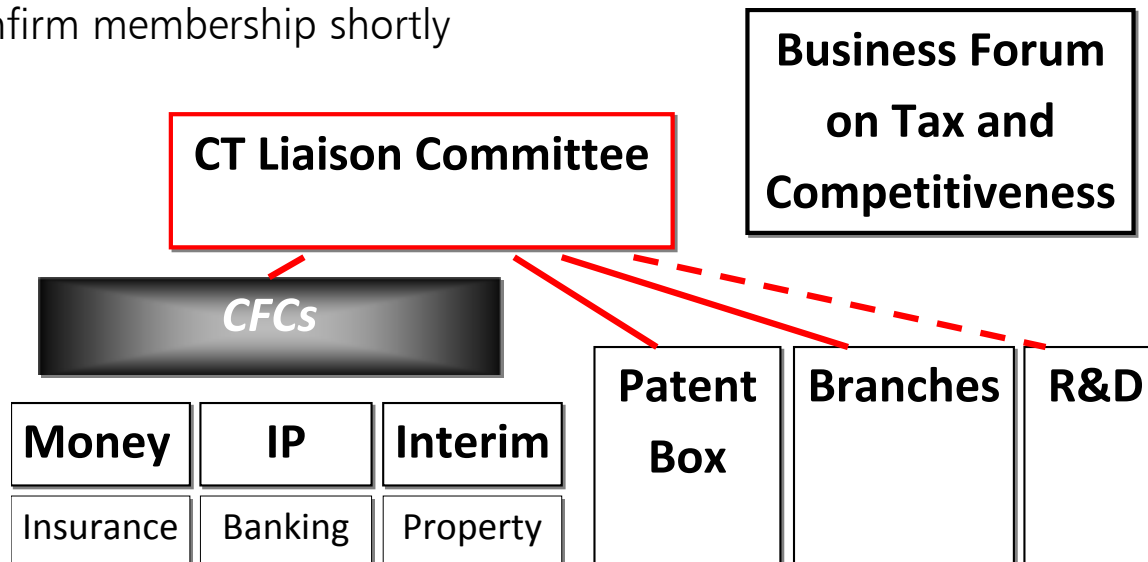 membership shortly
Business Forum
on Tax and
Competitiveness
CT Liaison Committee
CFCs
Patent
Box
Branches
R&D
Money
IP
Interim
Insurance
Banking
Property